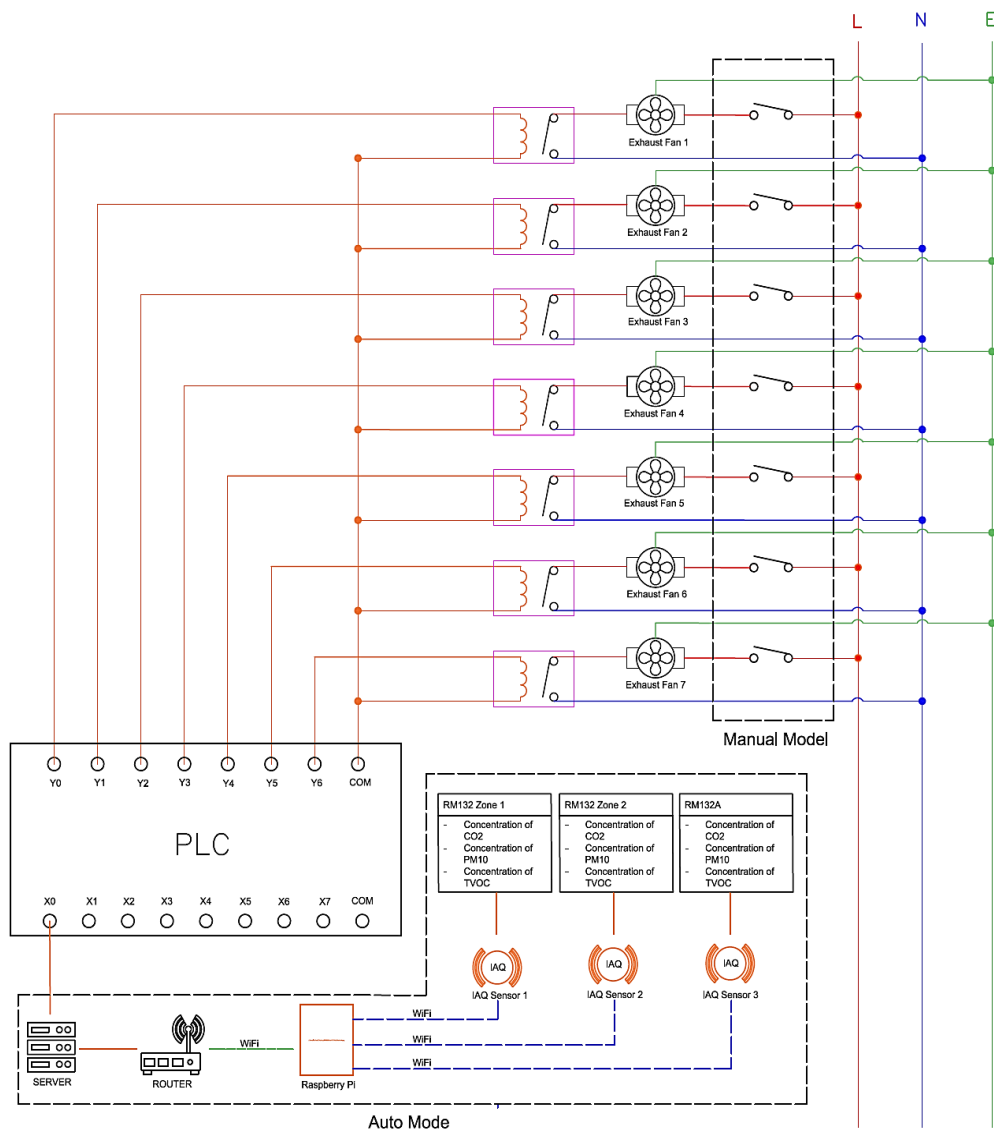 L N E
Exhaust Fan 1
Exhaust Fan 2
Exhaust Fan 3
Exhaust Fan 4
Exhaust Fan 5
Exhaust Fan 6
Exhaust Fan 7
Manual Model
Y0 Y1 Y2 Y3 Y4 Y5 Y6 COM
PLC
X0 X1 X2 X3 X4 X5 X6 X7 COM
RM132 Zone 1
- Concentration of
CO2
- Concentration of
PM10
- Concentration of
TVOC
RM132 Zone 2
- Concentration of
CO2
- Concentration of
PM10
- Concentration of
TVOC
RM132A
- Concentration of
CO2
- Concentration of
PM10
- Concentration of
TVOC
IAQ
IAQ Sensor 1
IAQ
IAQ Sensor 2
IAQ
IAQ Sensor 3
WiFi
WiFi
WiFi
WiFi
SERVER
ROUTER
Raspberry Pi
Auto Mode